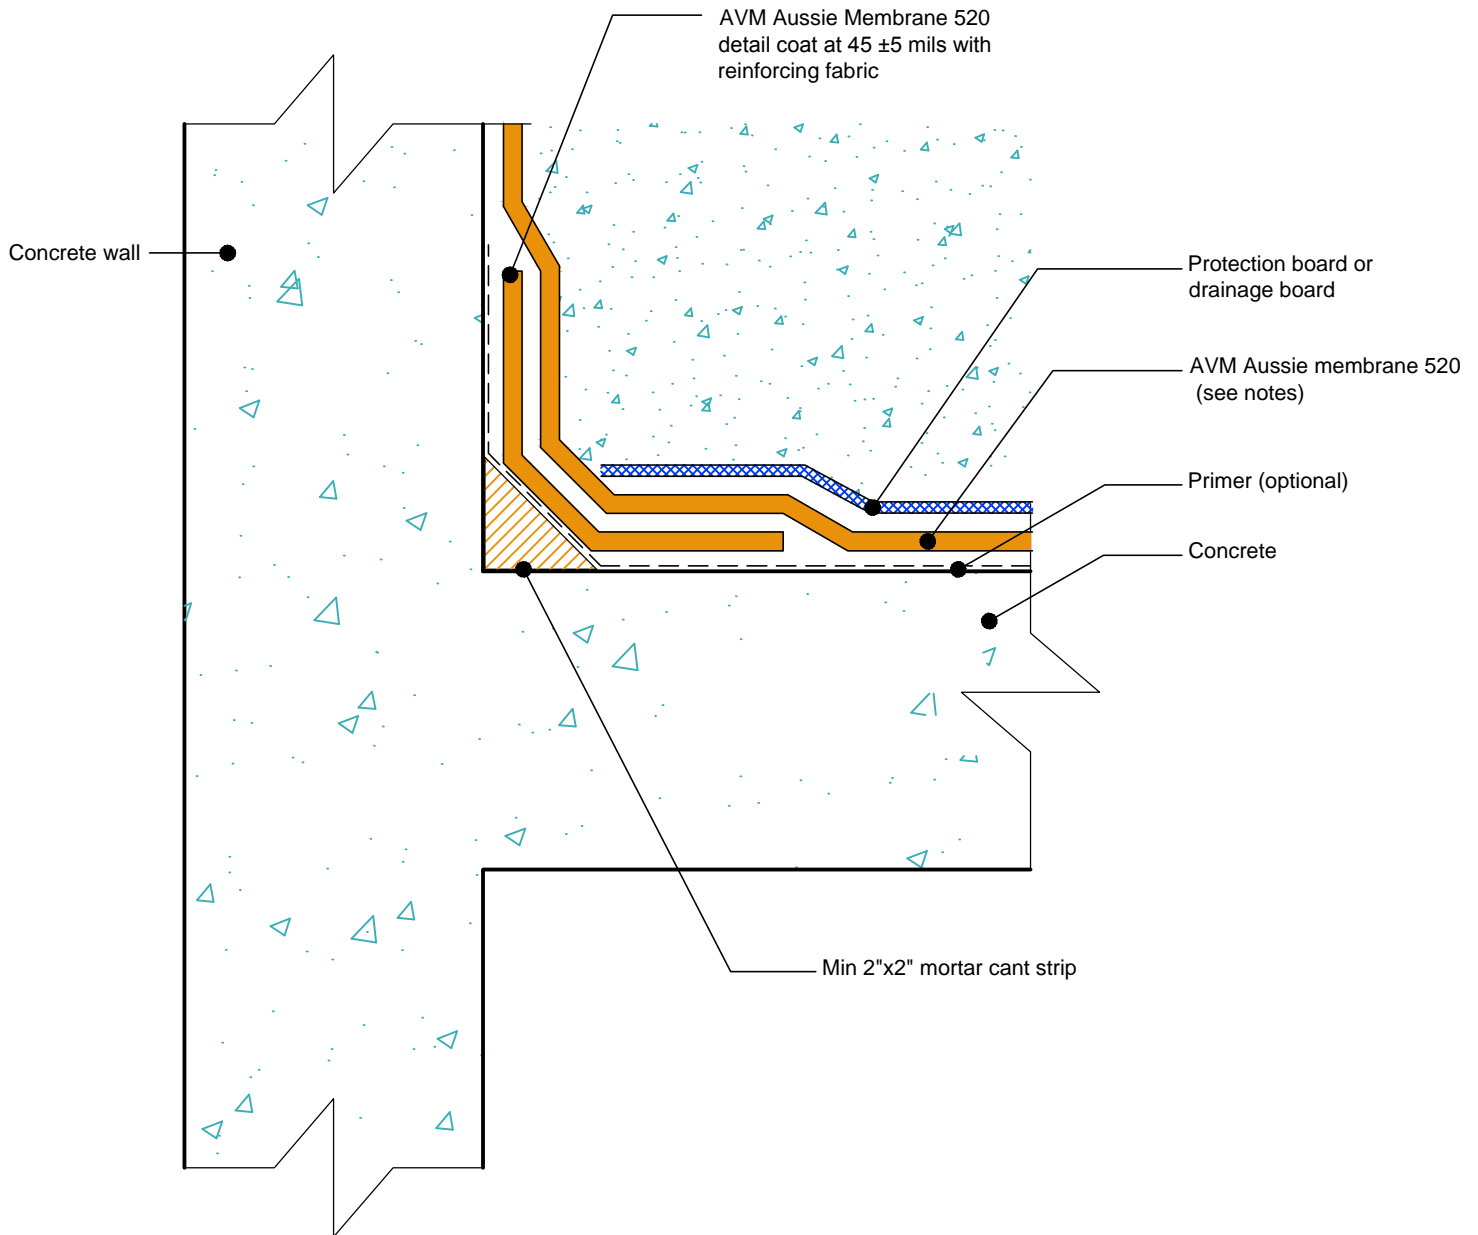 AVM Aussie Membrane 520
detail coat at 45 ±5 mils with
reinforcing fabric
Concrete wall
Protection board or
drainage board
AVM Aussie membrane 520
(see notes)
Primer (optional)
Concrete
Min 2"x2" mortar cant strip